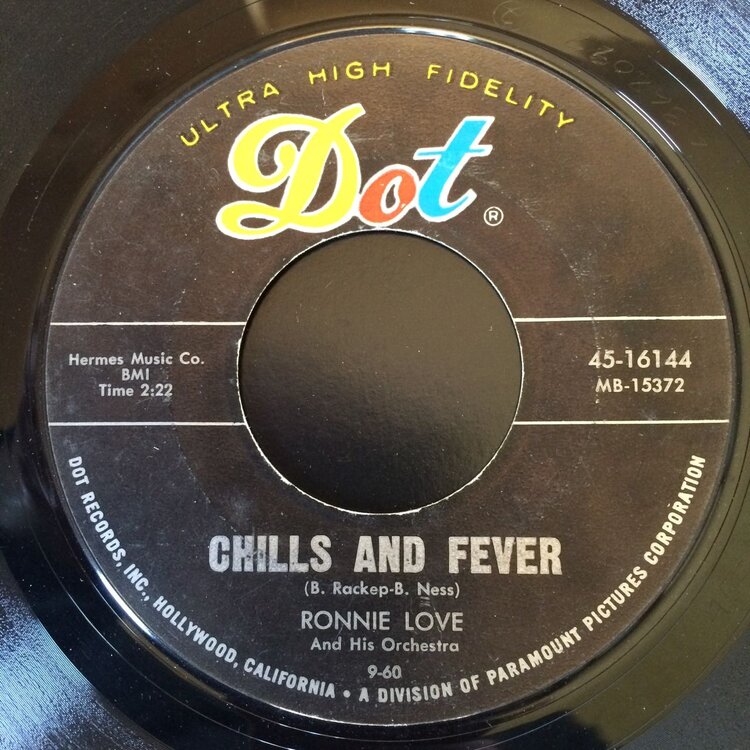 ULTRA HIGH FIDELITY
Dot®
Hermes Music Co.
BMI
Time 2:22
45-16144
MB-15372
CHILLS AND FEVER
(B. Rackep-B. Ness)
RONNIE LOVE
And His Orchestra
9-60
DOT RECORDS, INC., HOLLYWOOD, CALIFORNIA • A DIVISION OF PARAMOUNT PICTURES CORPORATION